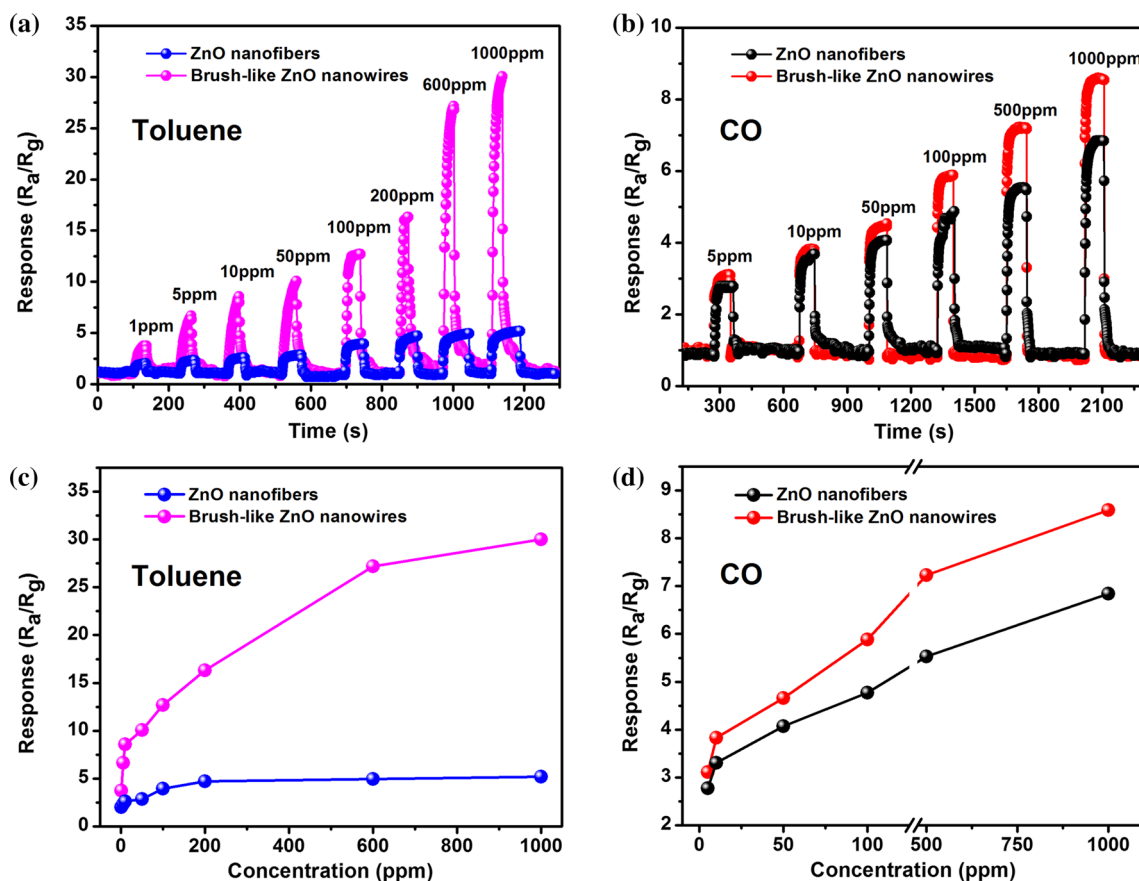 (a)
ZnO nanofibers
Brush-like ZnO nanowires
Toluene
1ppm
5ppm
10ppm
50ppm
100ppm
200ppm
600ppm
1000ppm
Response (Ra/Rg)
35
30
25
20
15
10
5
0
0 200 400 600 800 1000 1200
Time (s)
(b)
ZnO nanofibers
Brush-like ZnO nanowires
CO
5ppm
10ppm
50ppm
100ppm
500ppm
1000ppm
Response (Ra/Rg)
10
8
6
4
2
0
300 600 900 1200 1500 1800 2100
Time (s)
(c)
ZnO nanofibers
Brush-like ZnO nanowires
Toluene
Response (Ra/Rg)
35
30
25
20
15
10
5
0
0 200 400 600 800 1000
Concentration (ppm)
(d)
ZnO nanofibers
Brush-like ZnO nanowires
CO
Response (Ra/Rg)
9
8
7
6
5
4
3
2
0 50 100 500 750 1000
Concentration (ppm)